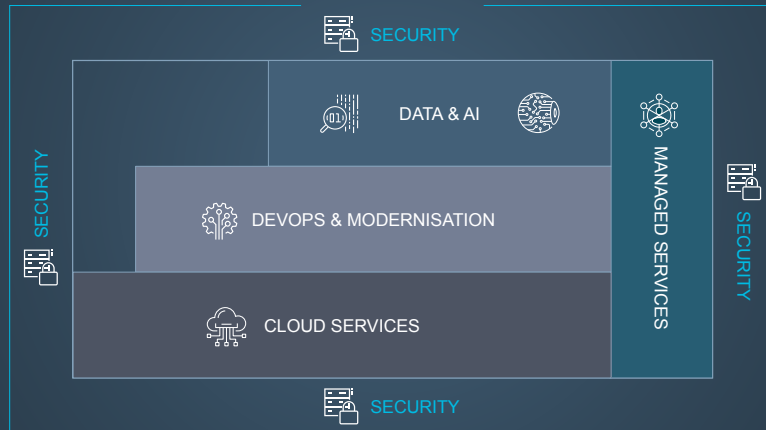 SECURITY
DATA & AI
MANAGED SERVICES
SECURITY
SECURITY
DEVOPS & MODERNISATION
CLOUD SERVICES
SECURITY